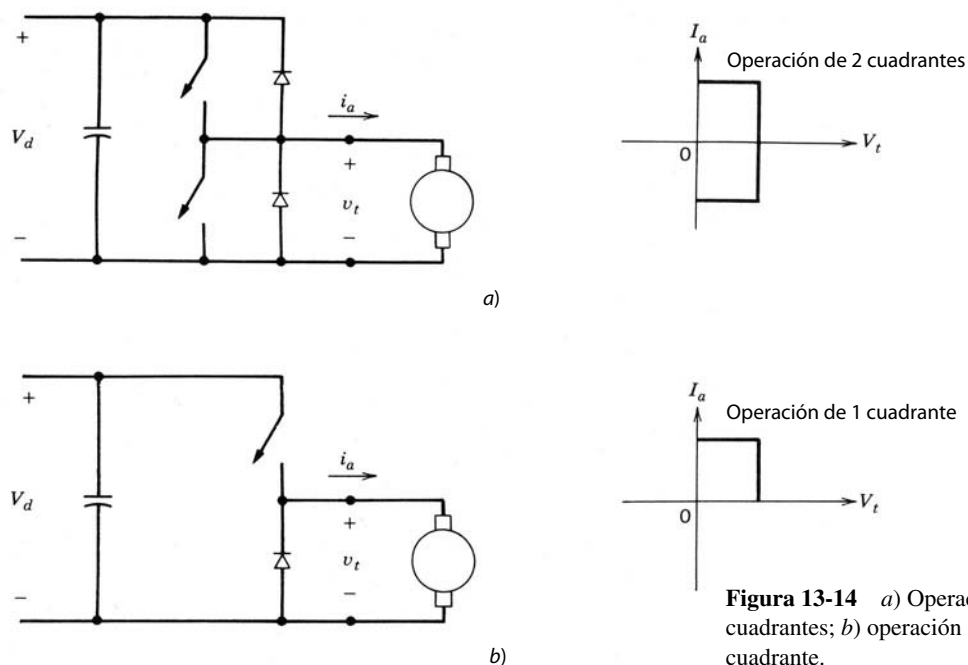 +
V_d
−
i_a
+
v_t
−
I_a
Operación de 2 cuadrantes
0
V_t
a)
+
V_d
−
i_a
+
v_t
−
I_a
Operación de 1 cuadrante
0
V_t
b)
Figura 13-14 a) Opera
cuadrantes; b) operación
cuadrante.